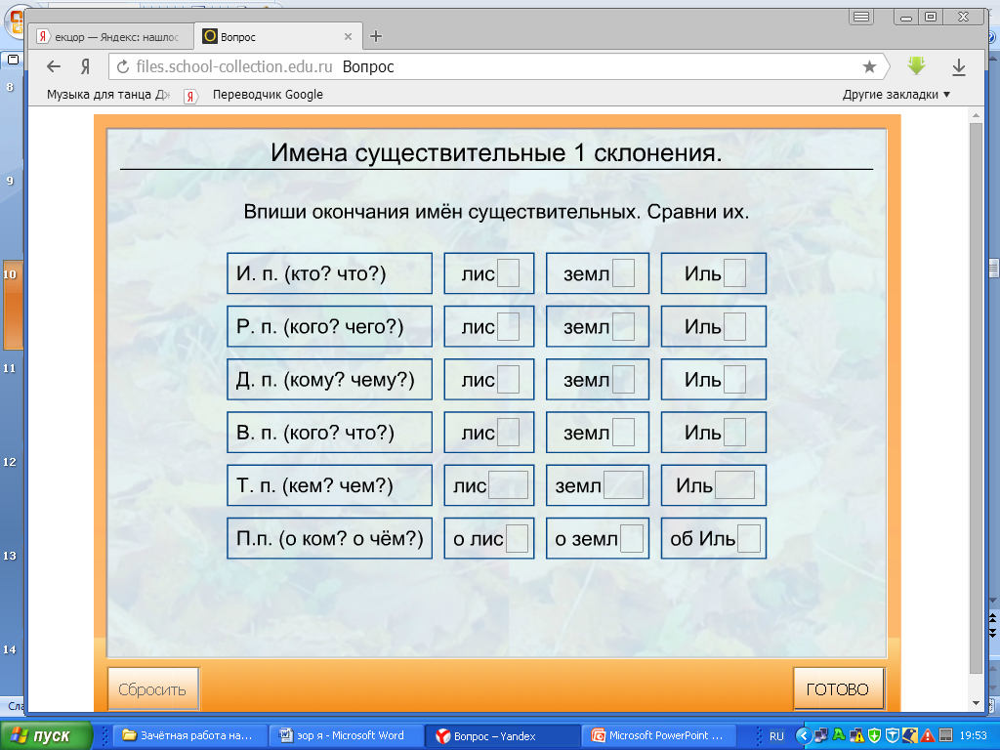 екцор — Яндекс: нашлос
Вопрос
files.school-collection.edu.ru Вопрос
Музыка для танца Дж
Переводчик Google
Другие закладки
8
9
10
11
12
13
14
Имена существительные 1 склонения.
Впиши окончания имён существительных. Сравни их.
И. п. (кто? что?) лис земл Иль
Р. п. (кого? чего?) лис земл Иль
Д. п. (кому? чему?) лис земл Иль
В. п. (кого? что?) лис земл Иль
Т. п. (кем? чем?) лис земл Иль
П.п. (о ком? о чём?) о лис о земл об Иль
Сбросить
ГОТОВО
Сла
пуск
Зачётная работа на...
зор я - Microsoft Word
Вопрос – Yandex
Microsoft PowerPoint ...
RU
19:53